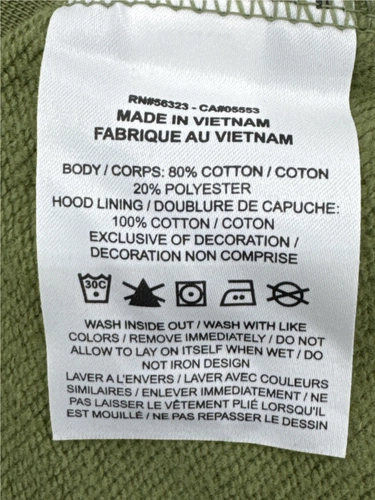 RN#56323 - CA#05553
MADE IN VIETNAM
FABRIQUE AU VIETNAM
BODY / CORPS: 80% COTTON / COTON
20% POLYESTER
HOOD LINING / DOUBLURE DE CAPUCHE:
100% COTTON / COTON
EXCLUSIVE OF DECORATION /
DECORATION NON COMPRISE
30C
WASH INSIDE OUT / WASH WITH LIKE
COLORS / REMOVE IMMEDIATELY / DO NOT
ALLOW TO LAY ON ITSELF WHEN WET / DO
NOT IRON DESIGN
LAVER A L'ENVERS / LAVER AVEC COULEURS
SIMILAIRES / ENLEVER IMMÉDIATEMENT / NE
PAS LAISSER LE VÊTEMENT PLIÉ LORSQU'IL
EST MOUILLÉ / NE PAS REPASSER LE DESSIN